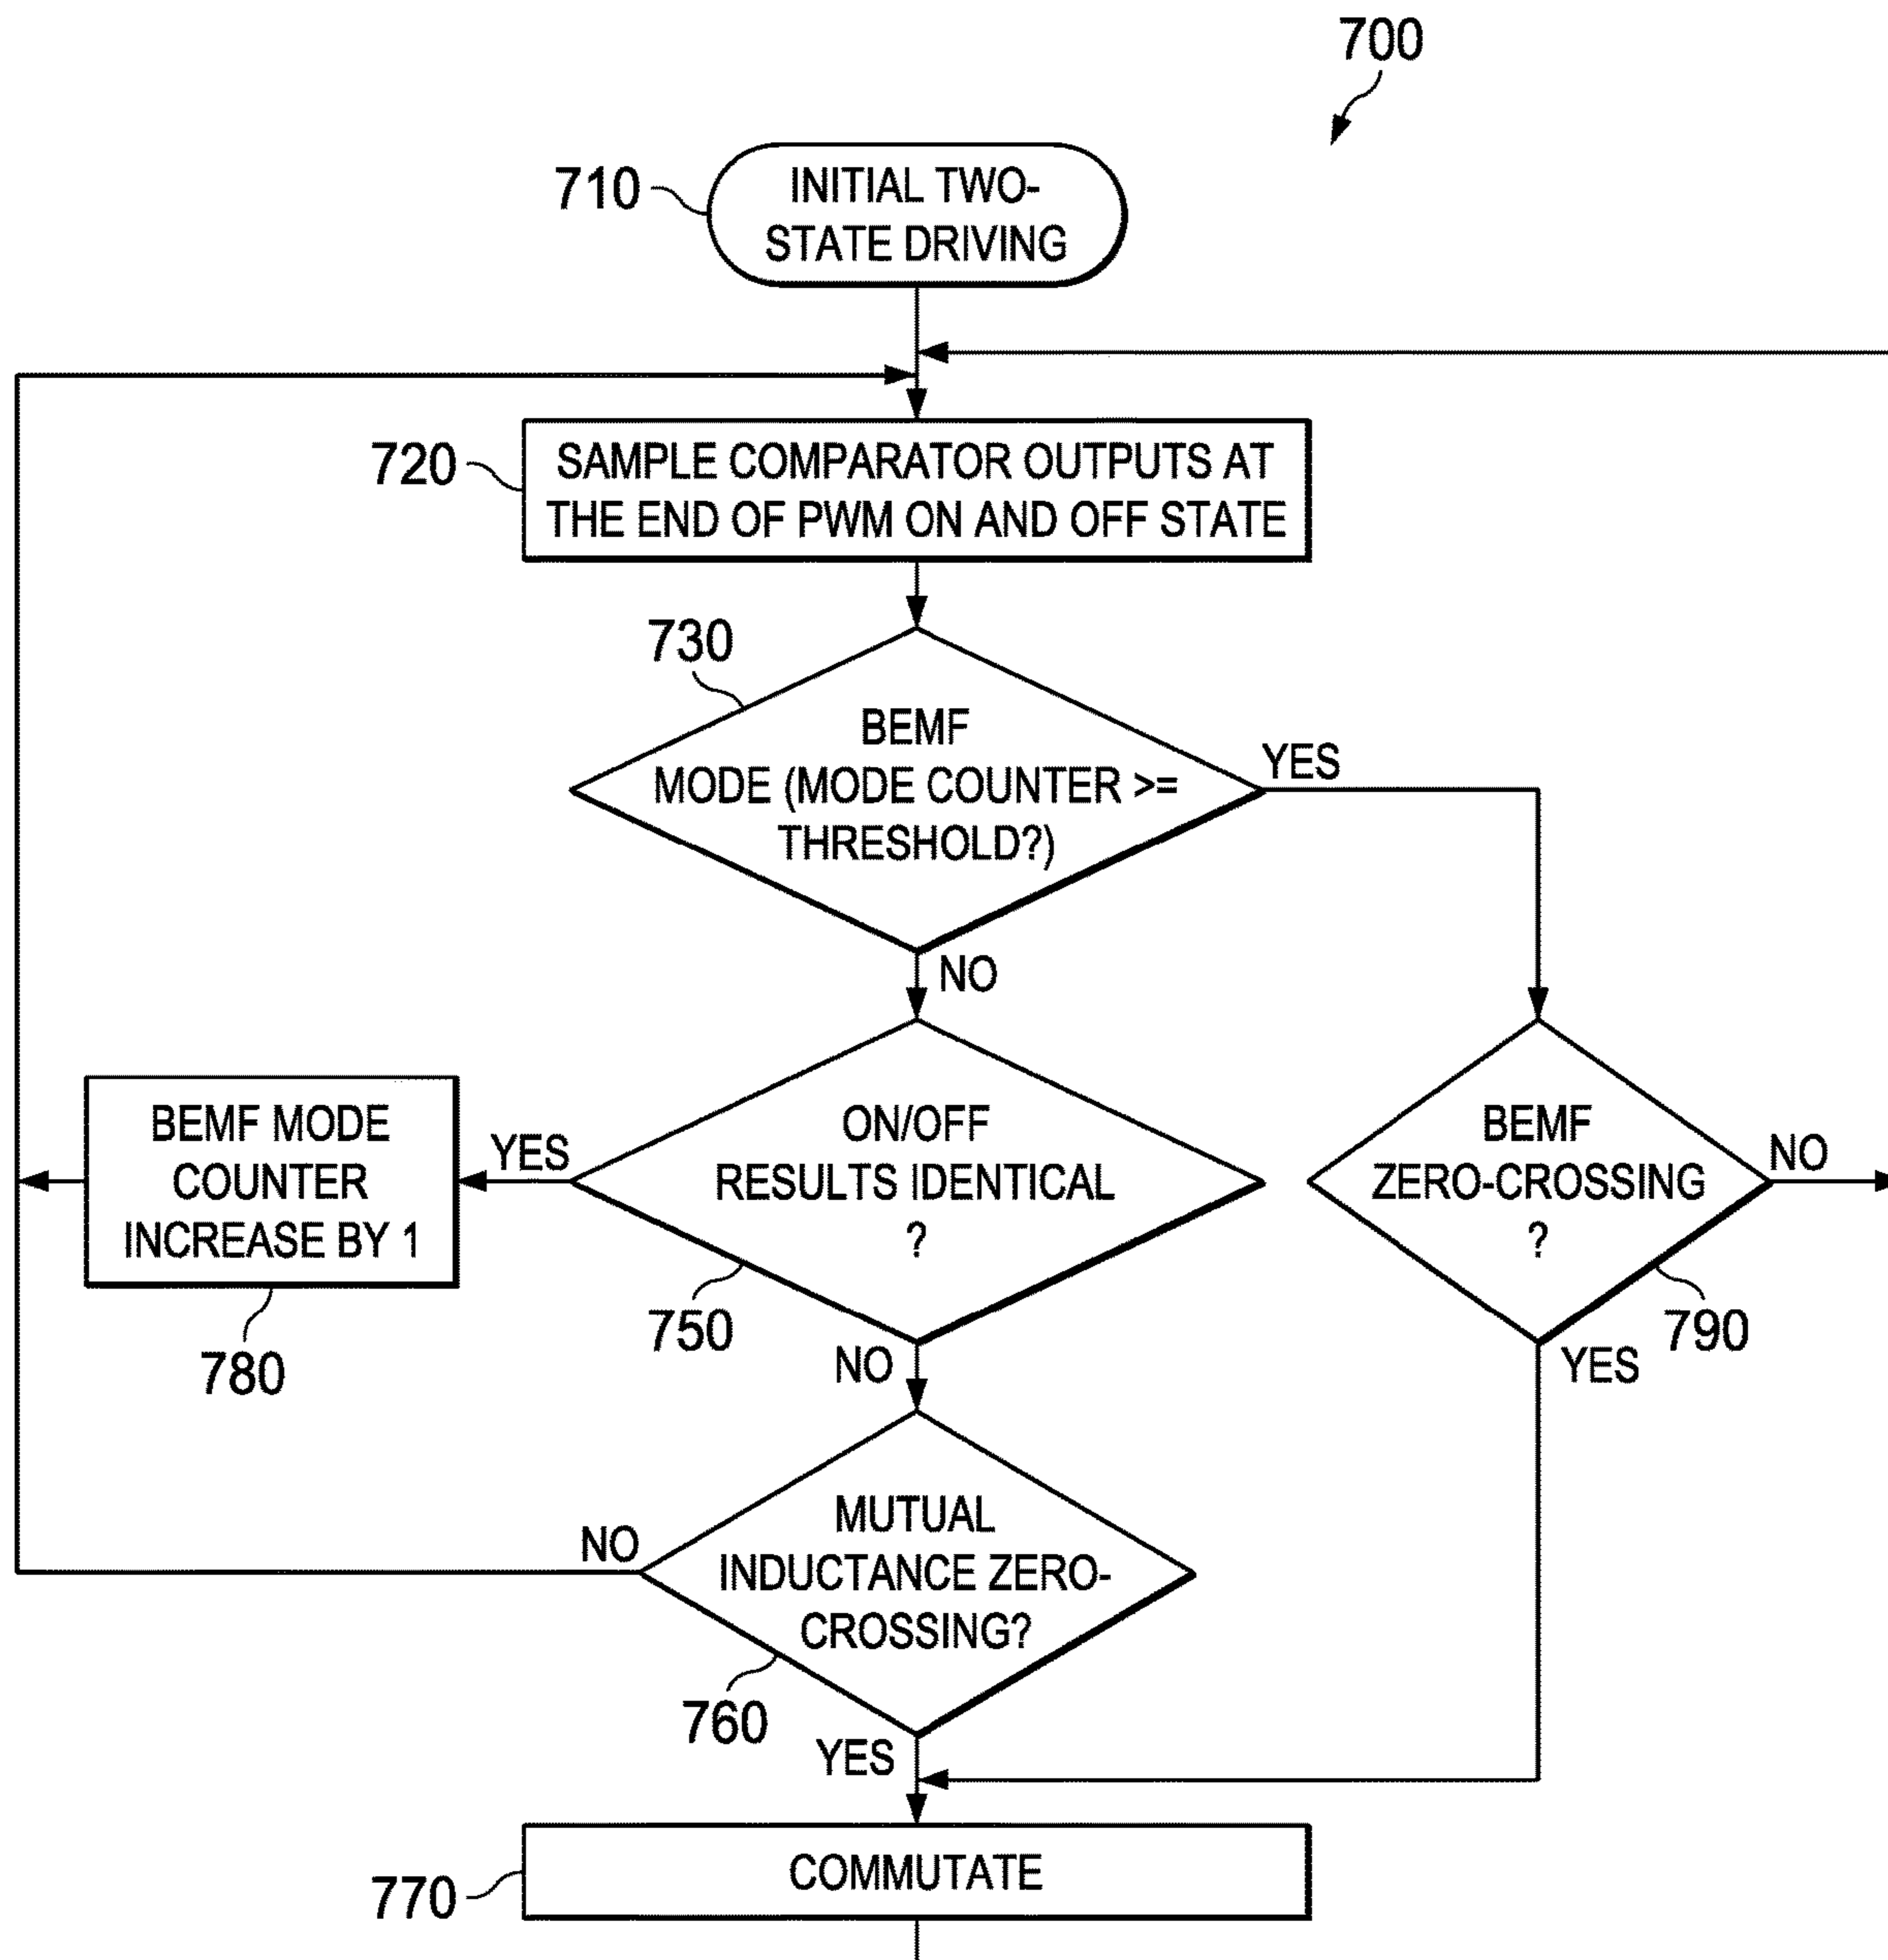 700
710
INITIAL TWO-
STATE DRIVING
720
SAMPLE COMPARATOR OUTPUTS AT
THE END OF PWM ON AND OFF STATE
730
BEMF
MODE (MODE COUNTER >=
THRESHOLD?)
YES
NO
BEMF MODE
COUNTER
INCREASE BY 1
780
YES
ON/OFF
RESULTS IDENTICAL
?
750
NO
BEMF
ZERO-CROSSING
?
NO
790
YES
MUTUAL
INDUCTANCE ZERO-
CROSSING?
NO
760
YES
COMMUTATE
770